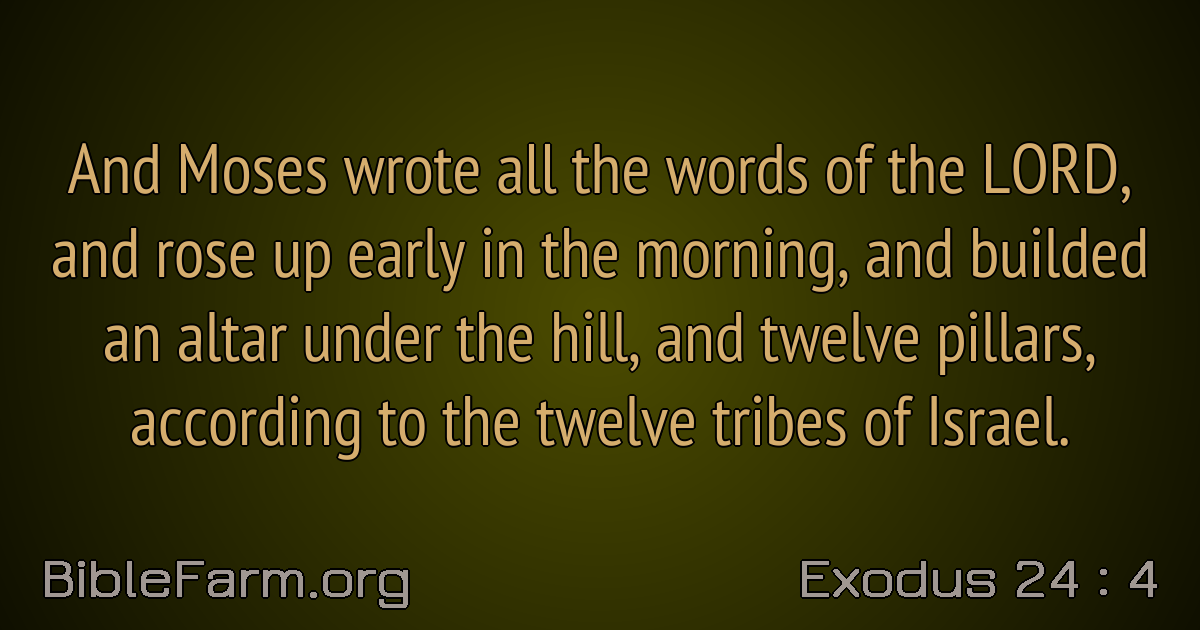 And Moses wrote all the words of the LORD,
and rose up early in the morning, and builded
an altar under the hill, and twelve pillars,
according to the twelve tribes of Israel.
BibleFarm.org
Exodus 24 : 4